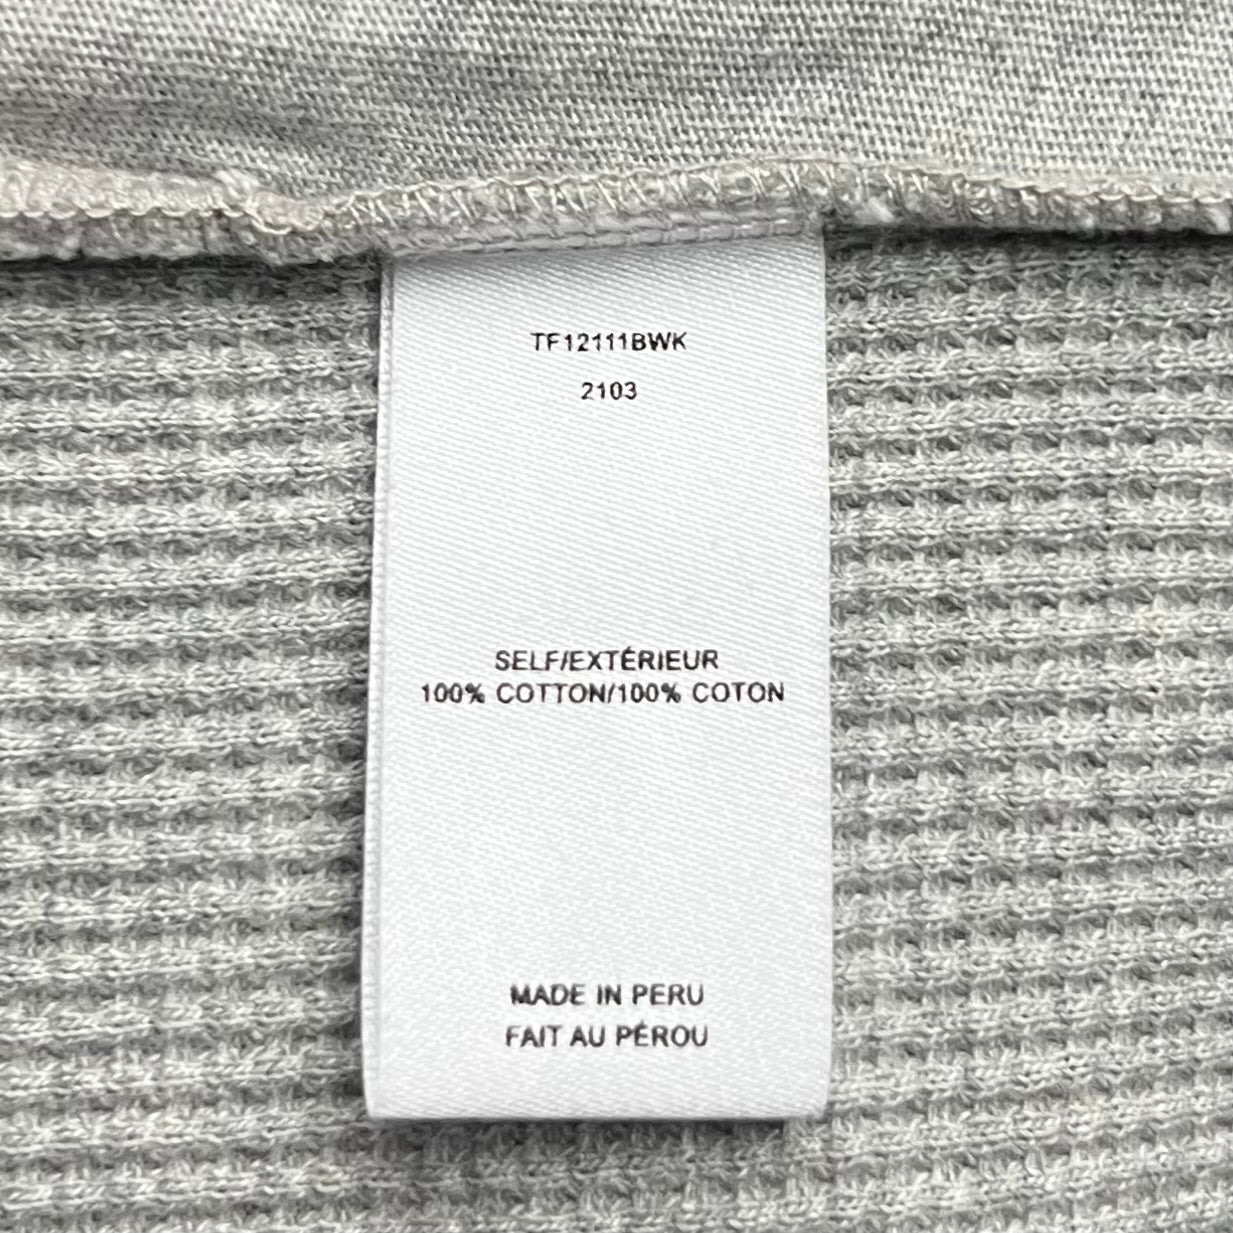 TF12111BWK
2103
SELF/EXTÉRIEUR
100% COTTON/100% COTON
MADE IN PERU
FAIT AU PÉROU